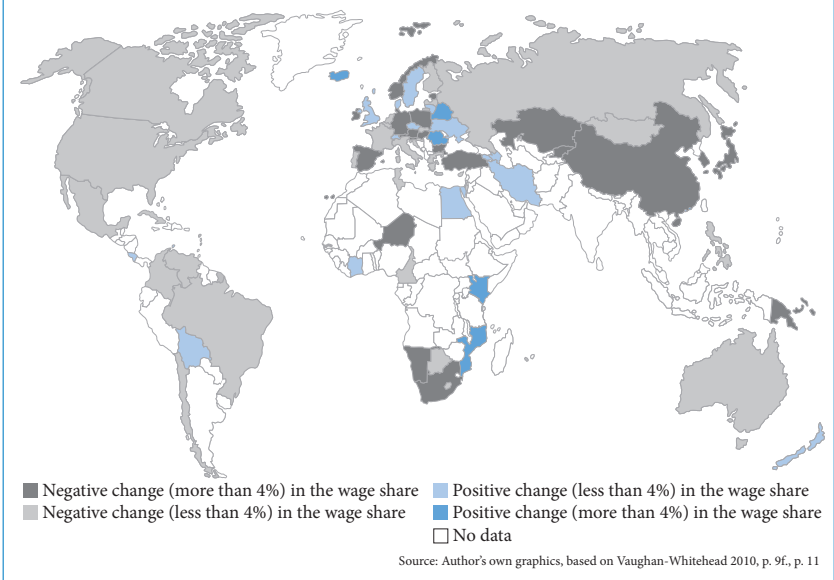 Negative change (more than 4%) in the wage share
Negative change (less than 4%) in the wage share
Positive change (less than 4%) in the wage share
Positive change (more than 4%) in the wage share
No data
Source: Author's own graphics, based on Vaughan-Whitehead 2010, p. 9f., p. 11